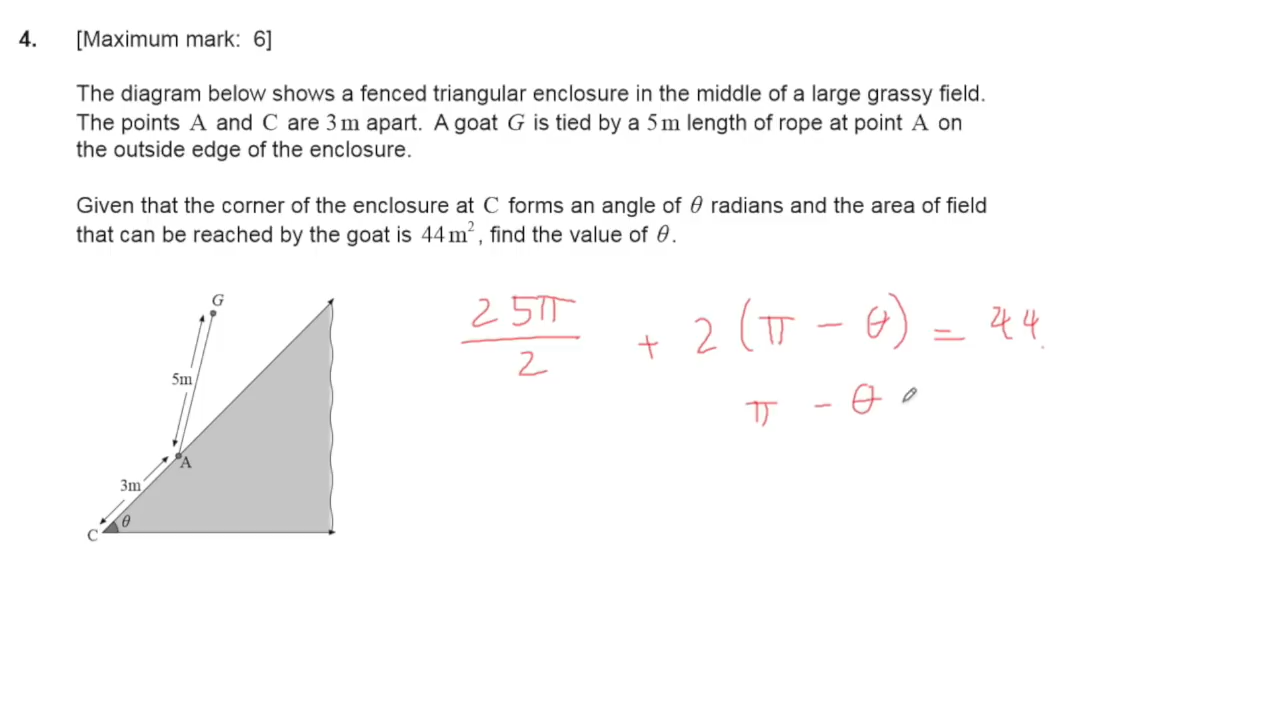 4. [Maximum mark: 6]
The diagram below shows a fenced triangular enclosure in the middle of a large grassy field.
The points A and C are 3 m apart. A goat G is tied by a 5 m length of rope at point A on
the outside edge of the enclosure.
Given that the corner of the enclosure at C forms an angle of θ radians and the area of field
that can be reached by the goat is 44 m², find the value of θ.
G
5m
A
3m
θ
C
25π/2 + 2(π − θ) = 44
π − θ